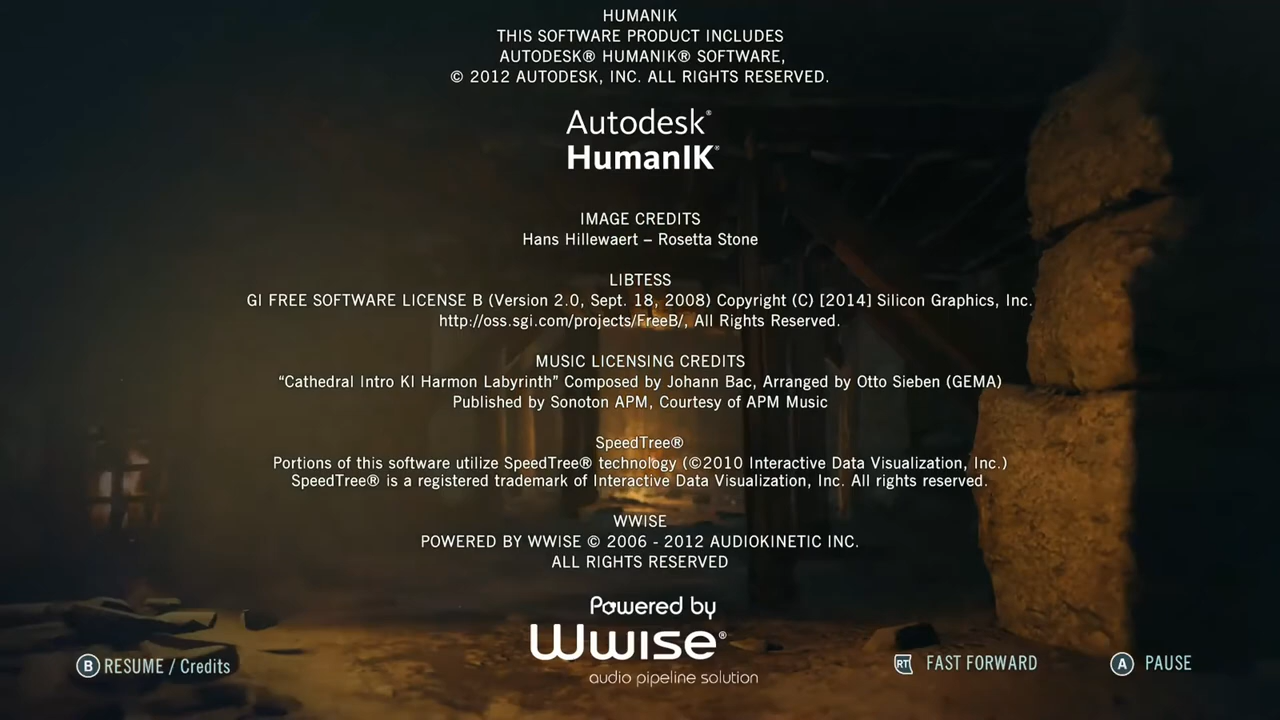 HUMANIK
THIS SOFTWARE PRODUCT INCLUDES
AUTODESK® HUMANIK® SOFTWARE,
© 2012 AUTODESK, INC. ALL RIGHTS RESERVED.
Autodesk®
HumanIK®
IMAGE CREDITS
Hans Hillewaert – Rosetta Stone
LIBTESS
GI FREE SOFTWARE LICENSE B (Version 2.0, Sept. 18, 2008) Copyright (C) [2014] Silicon Graphics, Inc.
http://oss.sgi.com/projects/FreeB/, All Rights Reserved.
MUSIC LICENSING CREDITS
“Cathedral Intro KI Harmon Labyrinth” Composed by Johann Bac, Arranged by Otto Sieben (GEMA)
Published by Sonoton APM, Courtesy of APM Music
SpeedTree®
Portions of this software utilize SpeedTree® technology (©2010 Interactive Data Visualization, Inc.)
SpeedTree® is a registered trademark of Interactive Data Visualization, Inc. All rights reserved.
WWISE
POWERED BY WWISE © 2006 - 2012 AUDIOKINETIC INC.
ALL RIGHTS RESERVED
Powered by
Wwise®
audio pipeline solution
B RESUME / Credits
RT FAST FORWARD
A PAUSE